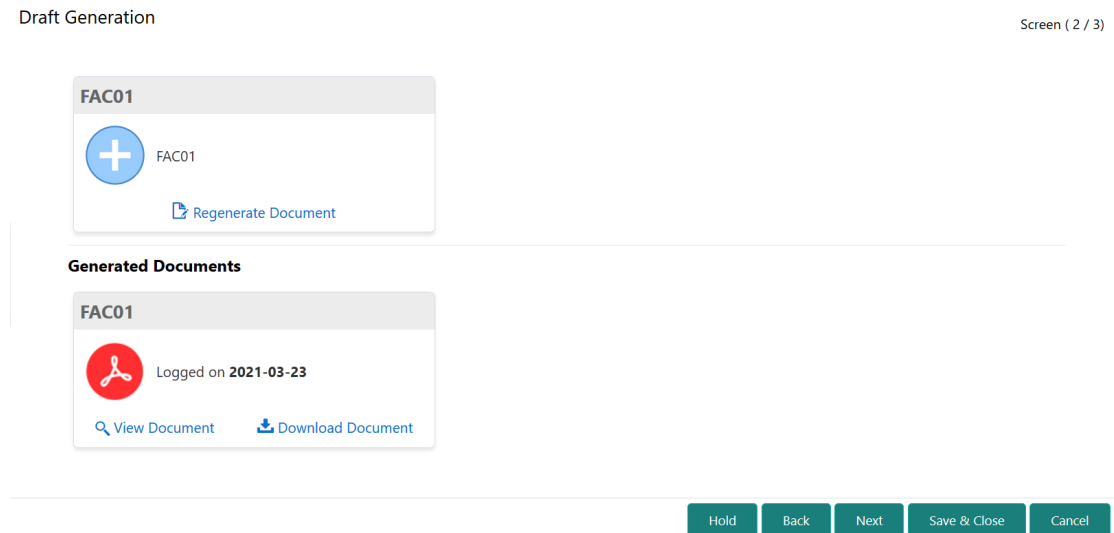 Draft Generation
Screen ( 2 / 3)
FAC01
FAC01
Regenerate Document
Generated Documents
FAC01
Logged on 2021-03-23
View Document Download Document
Hold Back Next Save & Close Cancel